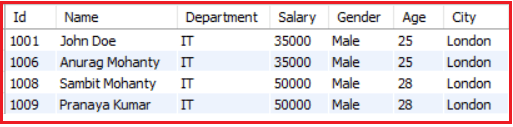 Id Name Department Salary Gender Age City
1001 John Doe IT 35000 Male 25 London
1006 Anurag Mohanty IT 35000 Male 25 London
1008 Sambit Mohanty IT 50000 Male 28 London
1009 Pranaya Kumar IT 50000 Male 28 London